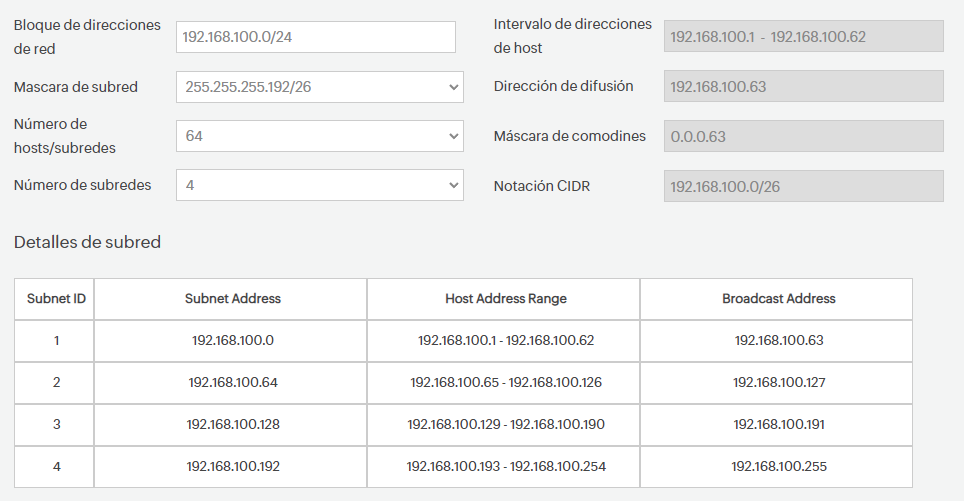 Bloque de direcciones
de red
192.168.100.0/24
Intervalo de direcciones
de host
192.168.100.1 - 192.168.100.62
Mascara de subred
255.255.255.192/26
Dirección de difusión
192.168.100.63
Número de
hosts/subredes
64
Máscara de comodines
0.0.0.63
Número de subredes
4
Notación CIDR
192.168.100.0/26
Detalles de subred
Subnet ID Subnet Address Host Address Range Broadcast Address
1 192.168.100.0 192.168.100.1 - 192.168.100.62 192.168.100.63
2 192.168.100.64 192.168.100.65 - 192.168.100.126 192.168.100.127
3 192.168.100.128 192.168.100.129 - 192.168.100.190 192.168.100.191
4 192.168.100.192 192.168.100.193 - 192.168.100.254 192.168.100.255